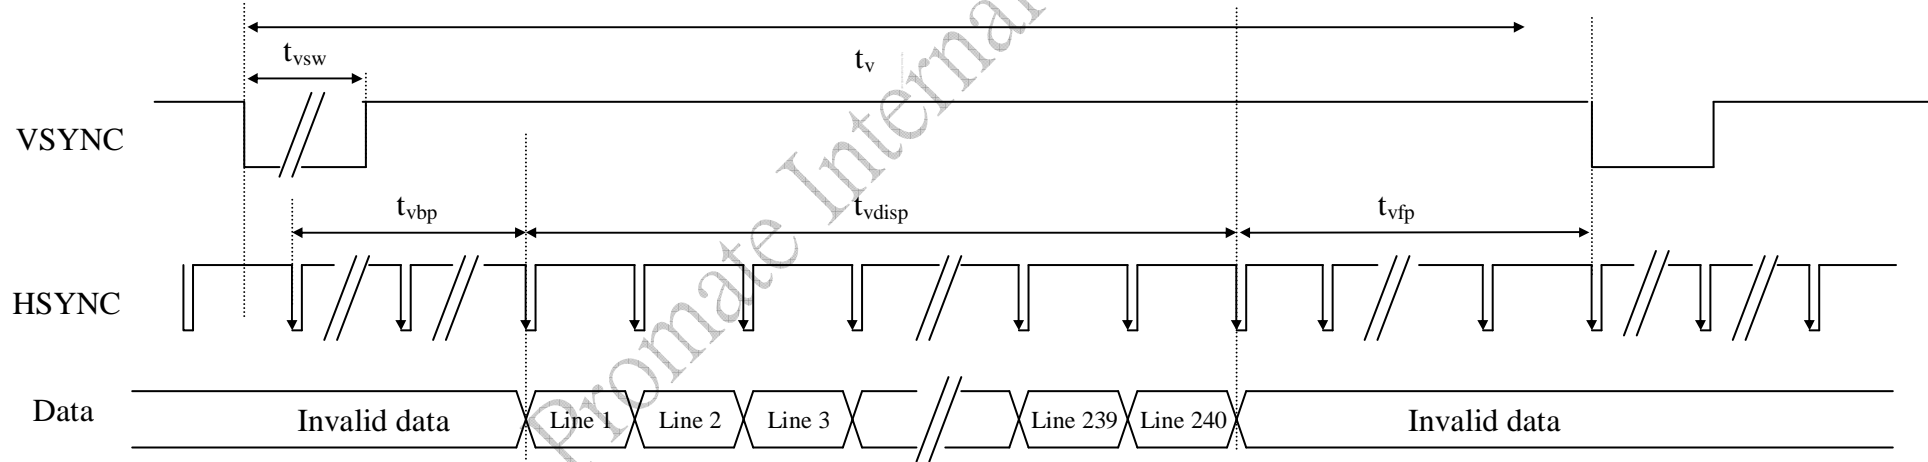 t_vsw
t_v
VSYNC
t_vbp
t_vdisp
t_vfp
HSYNC
Data
Invalid data
Line 1
Line 2
Line 3
Line 239
Line 240
Invalid data
Promate Internal